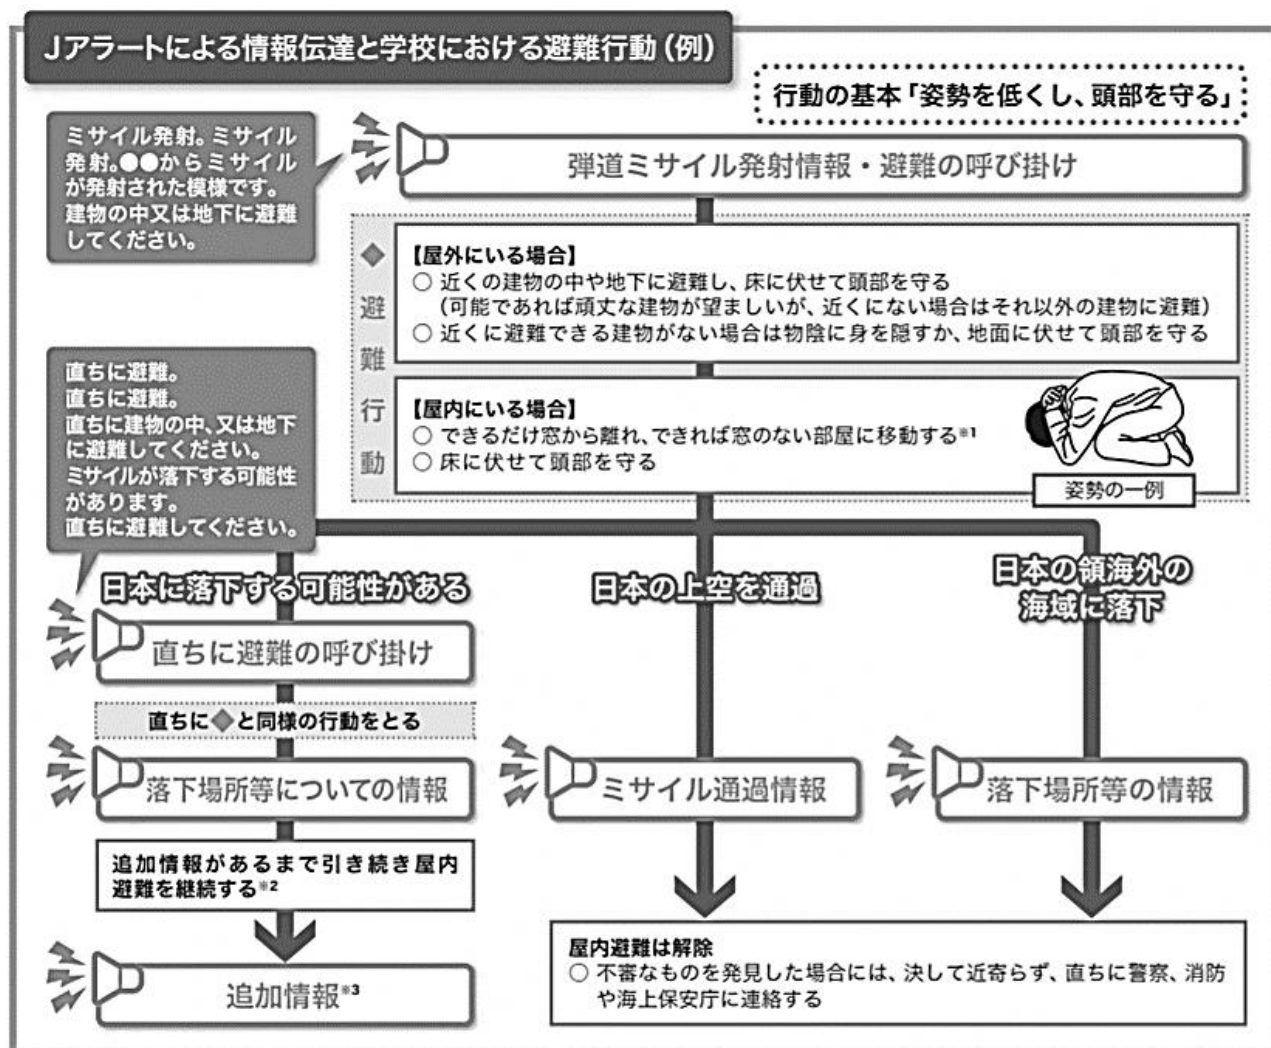 Jアラートによる情報伝達と学校における避難行動（例）
行動の基本「姿勢を低くし、頭部を守る」
ミサイル発射。ミサイル
発射。●●からミサイル
が発射された模様です。
建物の中又は地下に避難
してください。
弾道ミサイル発射情報・避難の呼び掛け
◆避難行動
【屋外にいる場合】
○ 近くの建物の中や地下に避難し、床に伏せて頭部を守る
（可能であれば頑丈な建物が望ましいが、近くにない場合はそれ以外の建物に避難）
○ 近くに避難できる建物がない場合は物陰に身を隠すか、地面に伏せて頭部を守る
【屋内にいる場合】
○ できるだけ窓から離れ、できれば窓のない部屋に移動する※1
○ 床に伏せて頭部を守る
姿勢の一例
直ちに避難。
直ちに避難。
直ちに建物の中、又は地下
に避難してください。
ミサイルが落下する可能性
があります。
直ちに避難してください。
日本に落下する可能性がある
直ちに避難の呼び掛け
直ちに◆と同様の行動をとる
落下場所等についての情報
追加情報があるまで引き続き屋内
避難を継続する※2
追加情報※3
日本の上空を通過
ミサイル通過情報
日本の領海外の
海域に落下
落下場所等の情報
屋内避難は解除
○ 不審なものを発見した場合には、決して近寄らず、直ちに警察、消防
や海上保安庁に連絡する